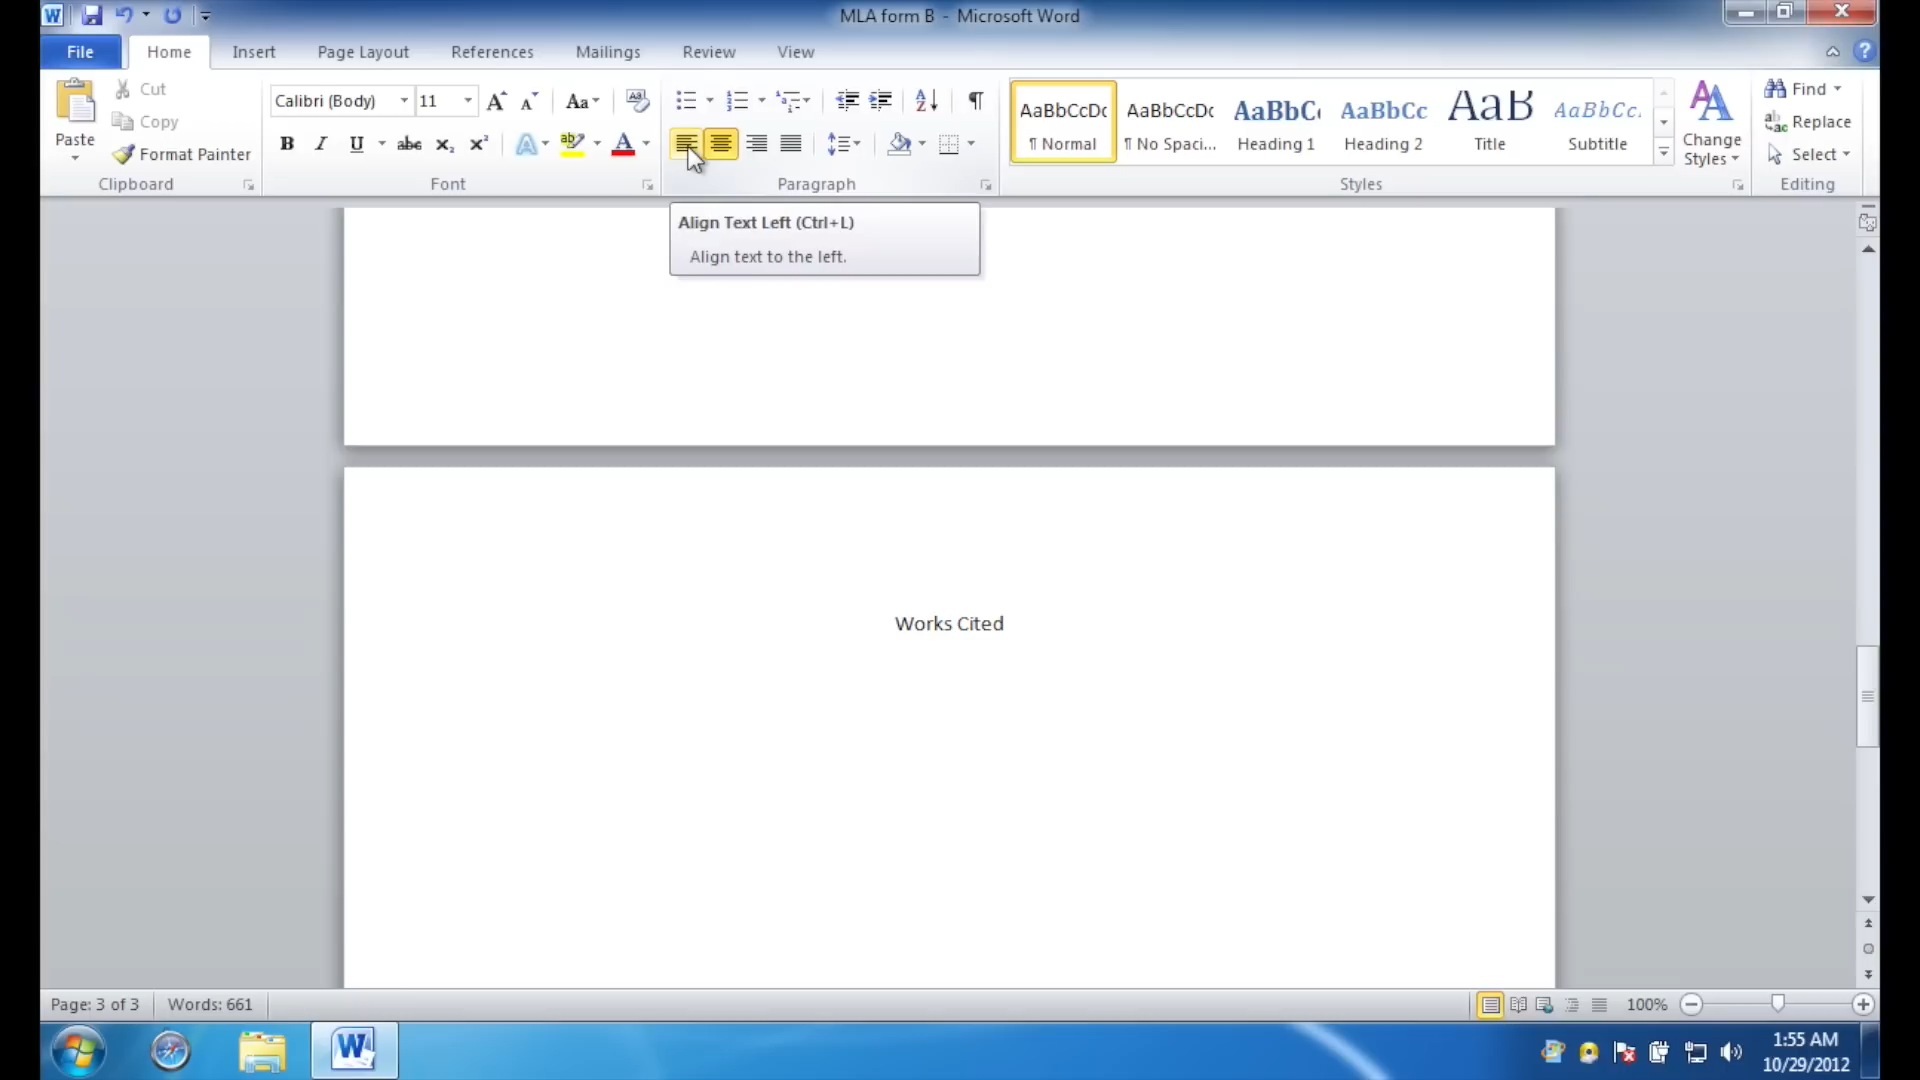 MLA form B - Microsoft Word
File Home Insert Page Layout References Mailings Review View
Paste
Cut
Copy
Format Painter
Clipboard
Calibri (Body) 11
Font
Paragraph
AaBbCcDc AaBbCcDc AaBbC AaBbCc AaB AaBbCc.
¶ Normal ¶ No Spaci... Heading 1 Heading 2 Title Subtitle
Change
Styles
Styles
Find
Replace
Select
Editing
Align Text Left (Ctrl+L)
Align text to the left.
Works Cited
Page: 3 of 3 Words: 661 100%
1:55 AM
10/29/2012